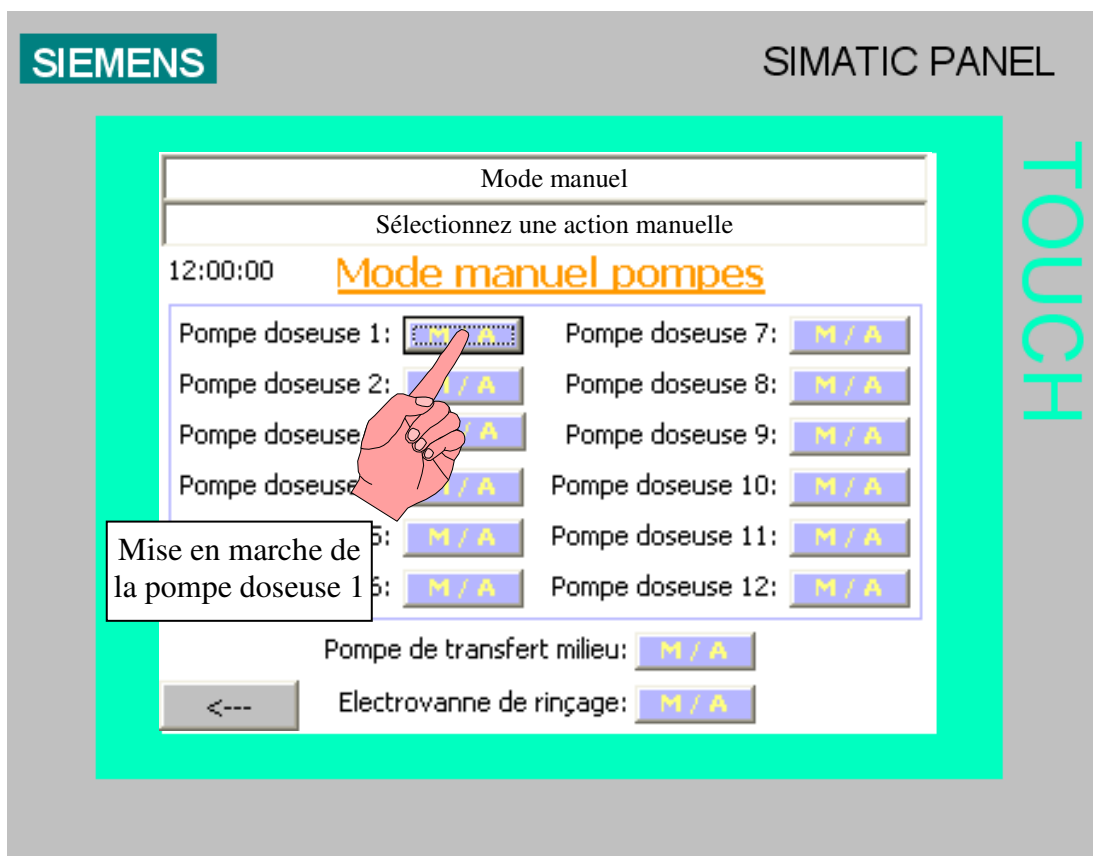 SIEMENS
SIMATIC PANEL
TOUCH
Mode manuel
Sélectionnez une action manuelle
12:00:00
Mode manuel pompes
Pompe doseuse 1: M / A
Pompe doseuse 7: M / A
Pompe doseuse 2: M / A
Pompe doseuse 8: M / A
Pompe doseuse / A
Pompe doseuse 9: M / A
Pompe doseuse M / A
Pompe doseuse 10: M / A
5: M / A
Pompe doseuse 11: M / A
6: M / A
Pompe doseuse 12: M / A
Mise en marche de
la pompe doseuse 1
Pompe de transfert milieu: M / A
<--- 
Electrovanne de rinçage: M / A